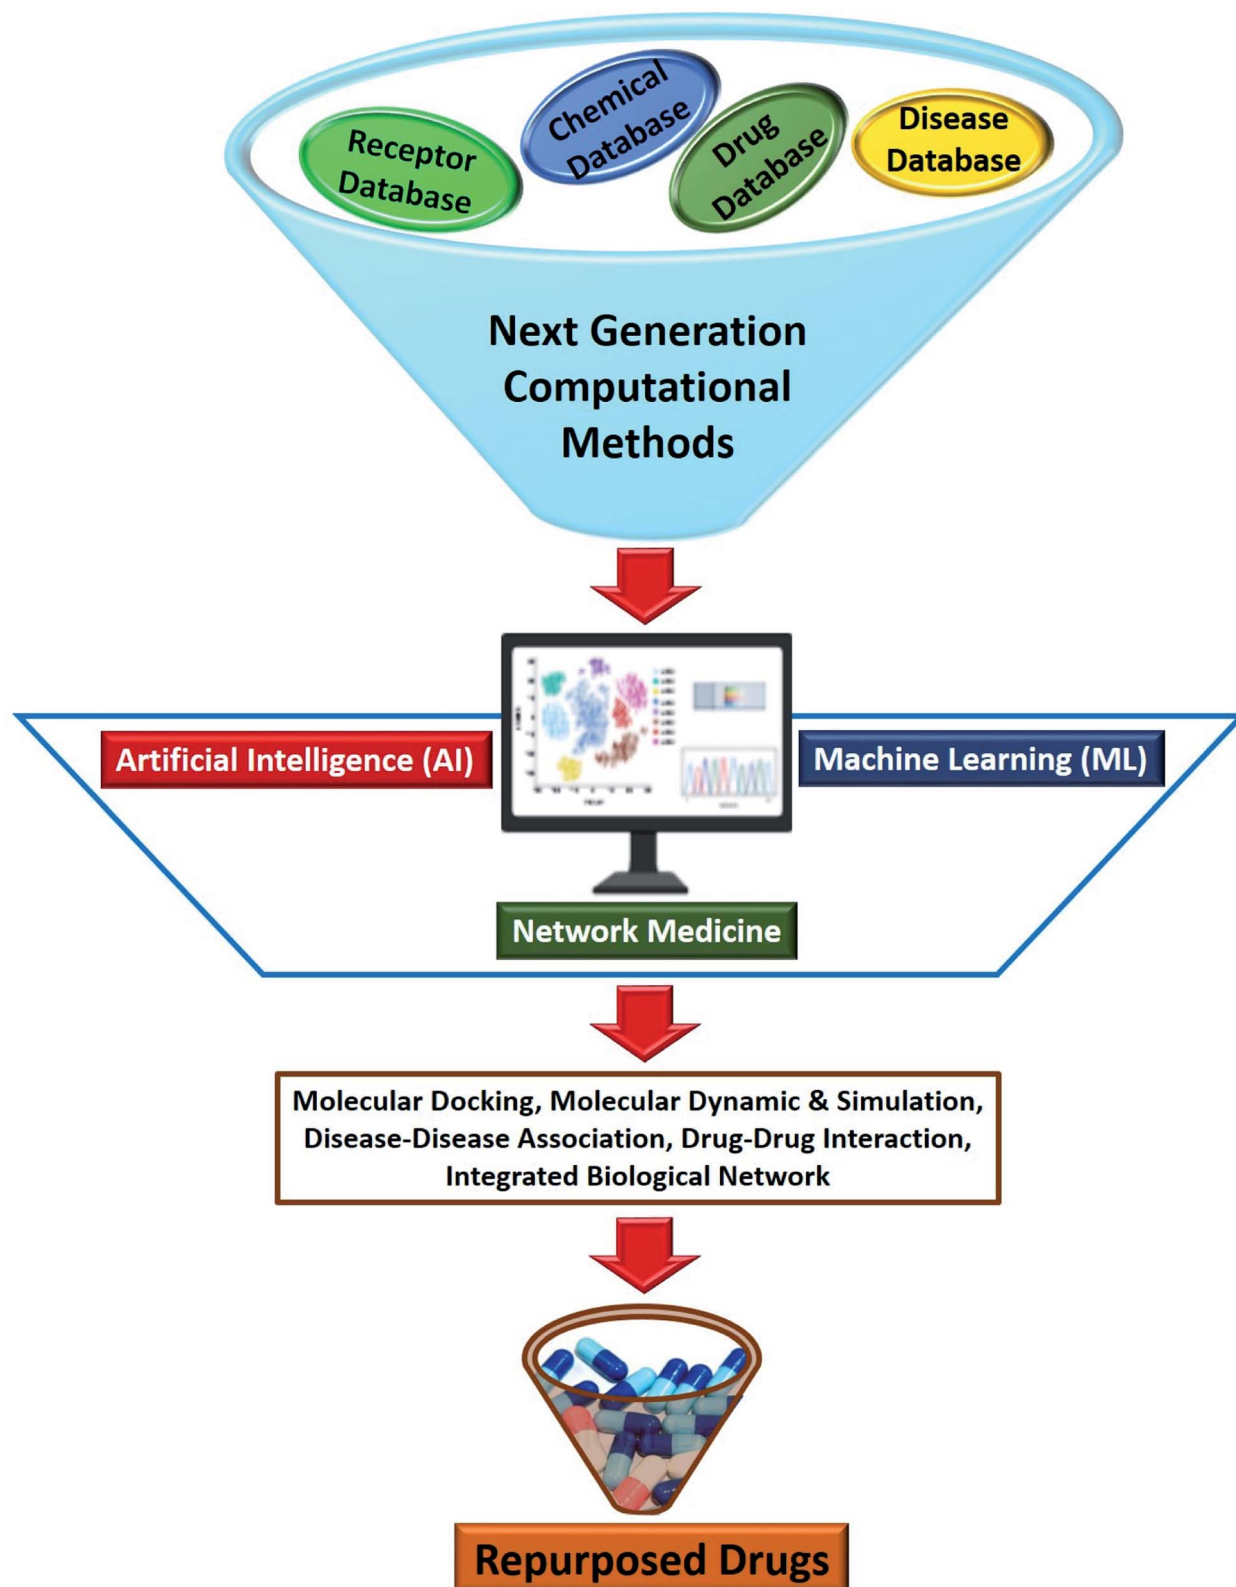 Receptor
Database
Chemical
Database
Drug
Database
Disease
Database
Next Generation
Computational
Methods
Artificial Intelligence (AI)
Machine Learning (ML)
Network Medicine
Molecular Docking, Molecular Dynamic & Simulation,
Disease-Disease Association, Drug-Drug Interaction,
Integrated Biological Network
Repurposed Drugs